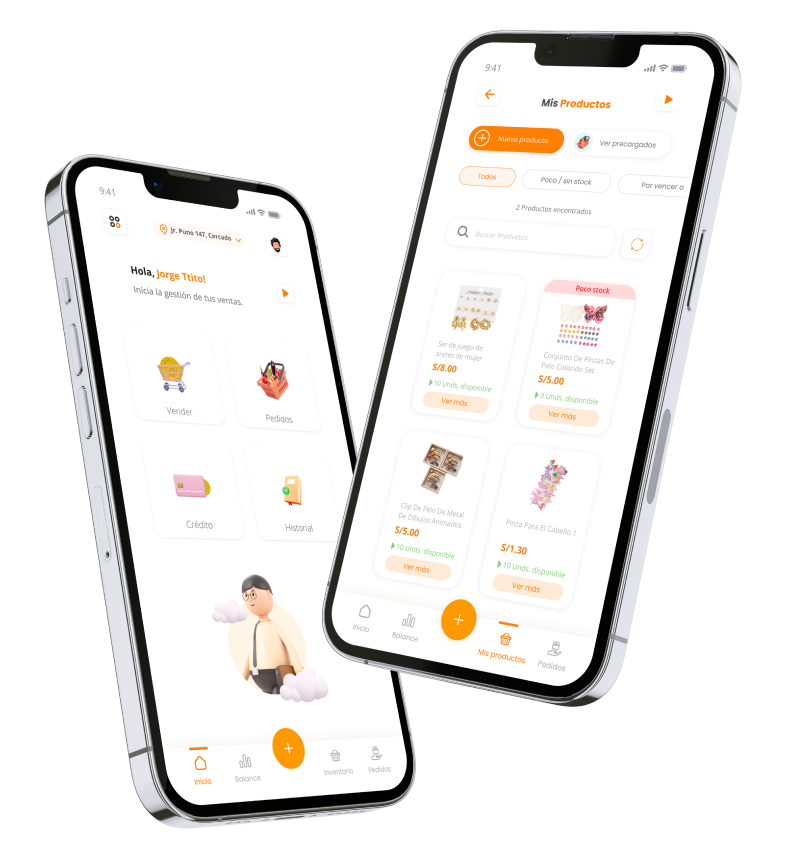 9:41
Jr. Puno 147, Cercado
Hola, Jorge Ttito!
Inicia la gestión de tus ventas.
Vender
Pedidos
Crédito
Historial
Inicio
Balance
Inventario
Pedidos
9:41
Mis Productos
Nuevo producto
Ver precargados
Todos
Poco / sin stock
Por vencer o
2 Productos encontrados
Buscar Productos
Set de juego de
aretes de mujer
S/8.00
10 Unds. disponible
Ver más
Poco stock
Conjunto De Pinzas De
Pelo Colorido Set
S/5.00
3 Unds. disponible
Ver más
Clip De Pelo De Metal
De Dibujos Animados
S/5.00
10 Unds. disponible
Ver más
Pinza Para El Cabello 1
S/1.30
10 Unds. disponible
Ver más
Inicio
Balance
Mis productos
Pedidos